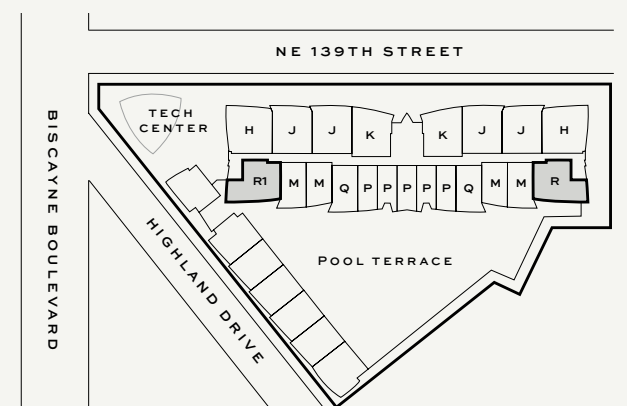 NE 139TH STREET
BISCAYNE BOULEVARD
TECH
CENTER
H J J K K J J H
R1 M M Q P P P P P Q M M R
HIGHLAND DRIVE
POOL TERRACE